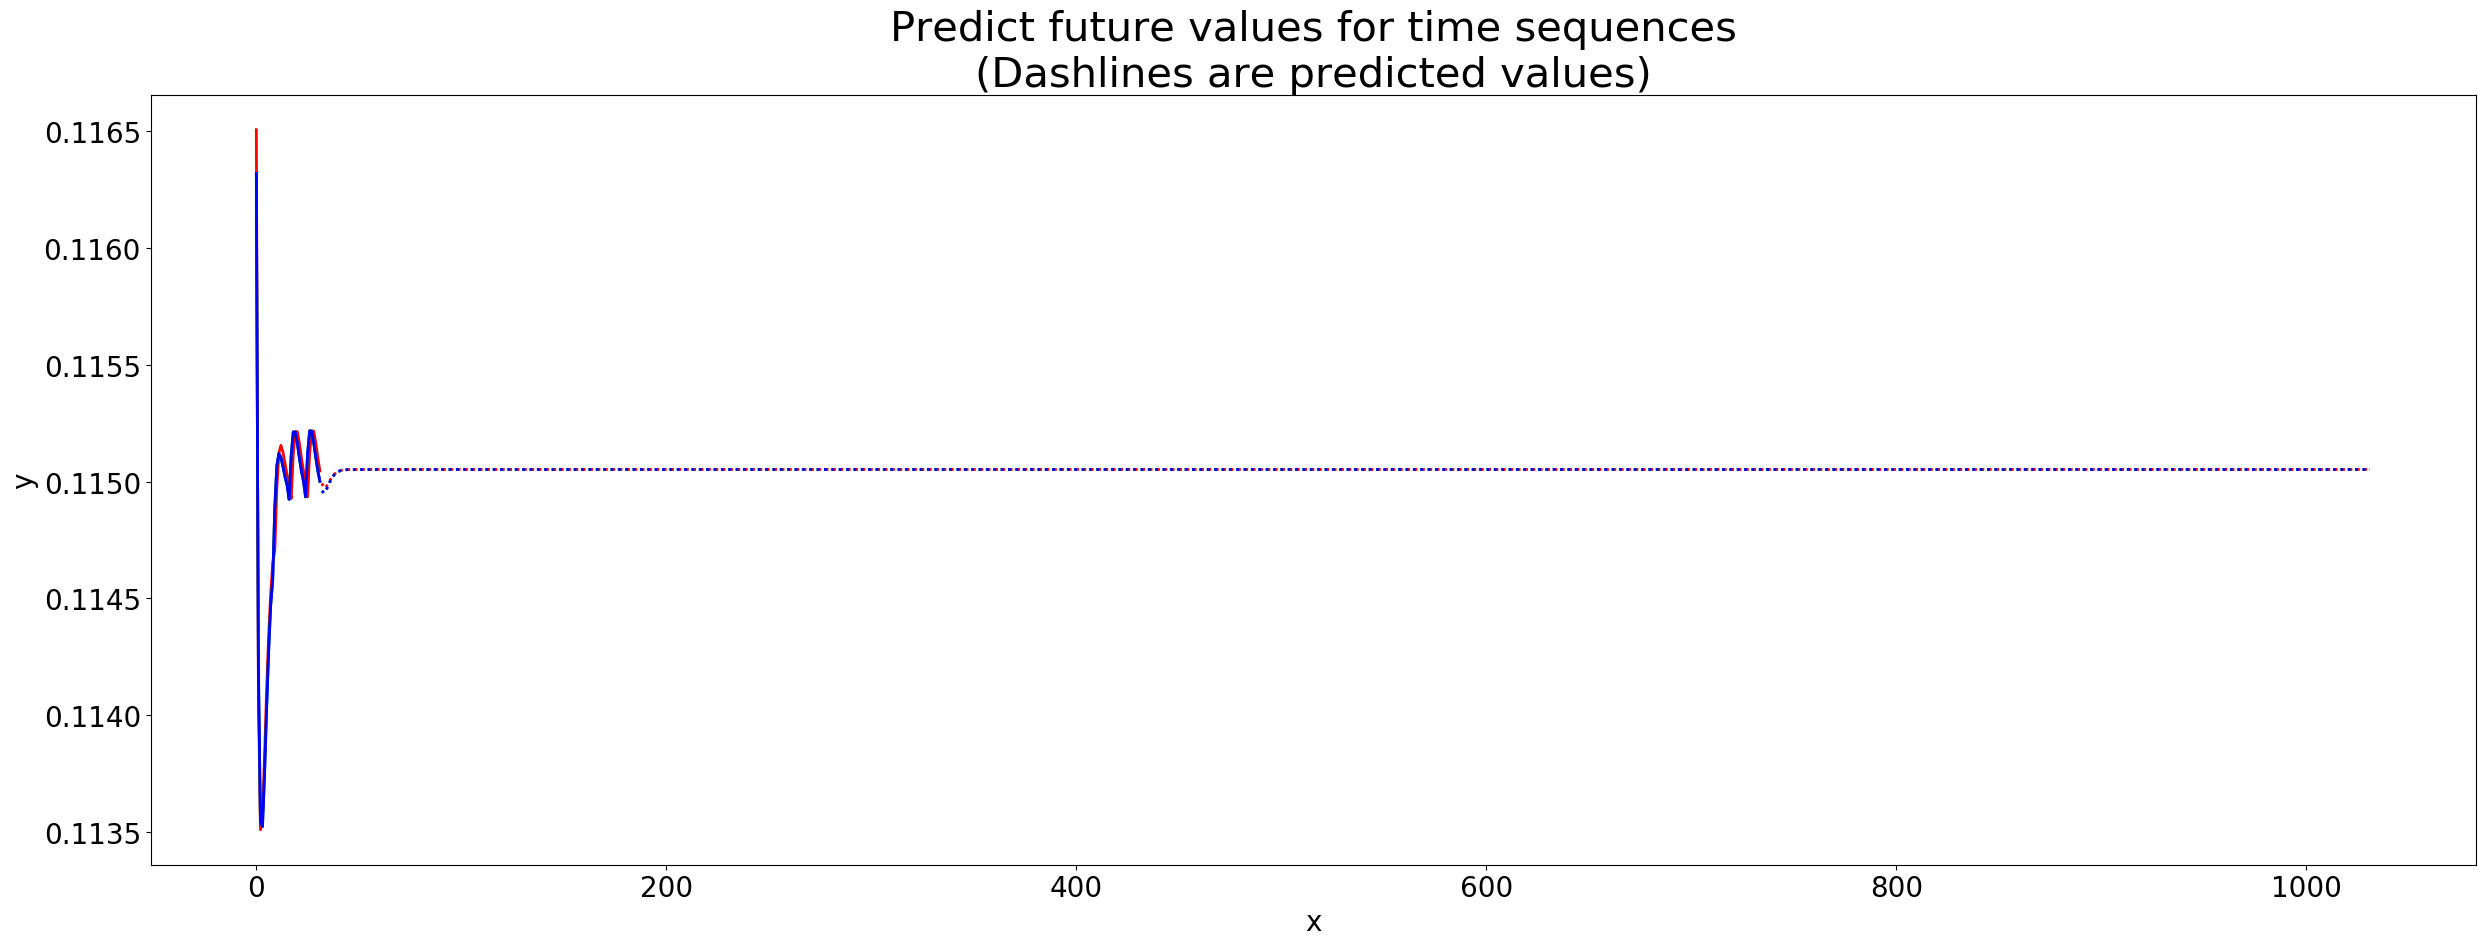 Predict future values for time sequences
(Dashlines are predicted values)
0.1165
0.1160
0.1155
0.1150
0.1145
0.1140
0.1135
y
0 200 400 600 800 1000
x